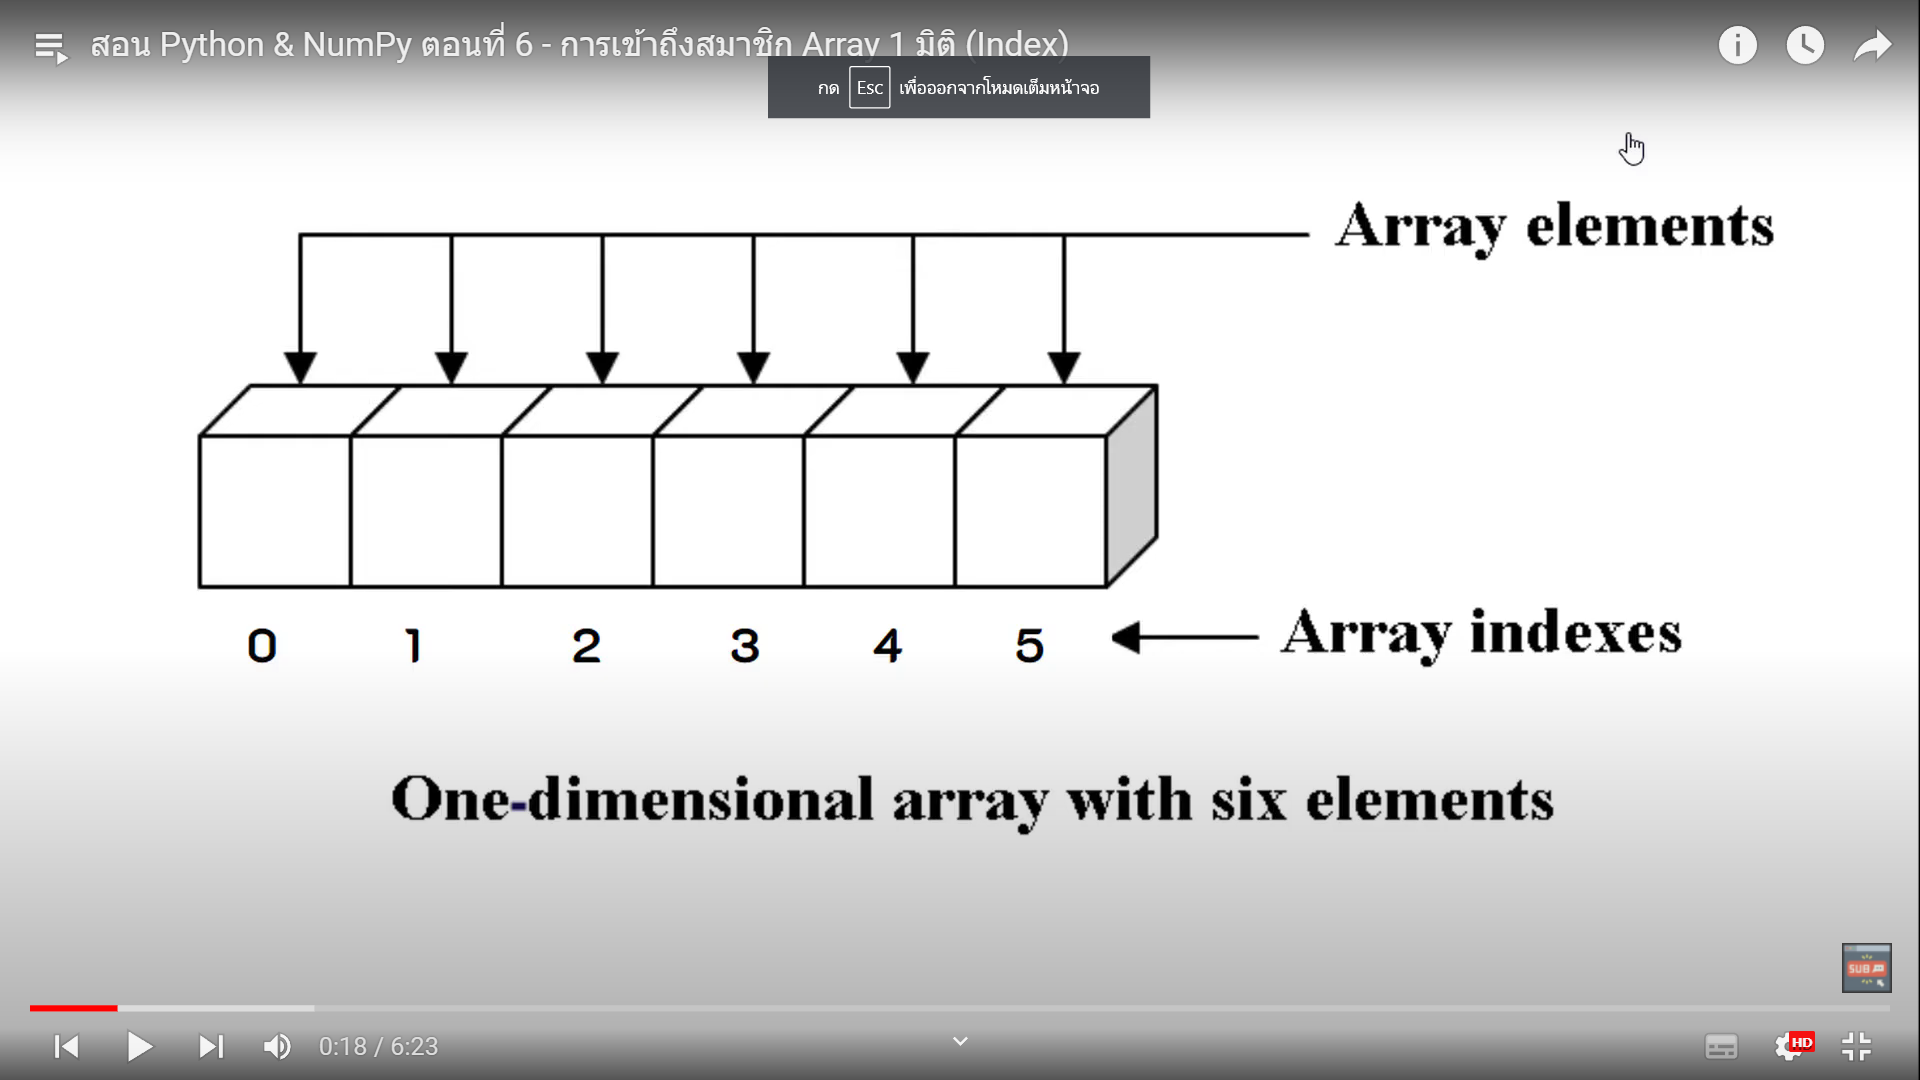 สอน Python & NumPy ตอนที่ 6 - การเข้าถึงสมาชิก Array 1 มิติ (Index)
กด Esc เพื่อออกจากโหมดเต็มหน้าจอ
Array elements
0 1 2 3 4 5
Array indexes
One-dimensional array with six elements
SUB
0:18 / 6:23
HD